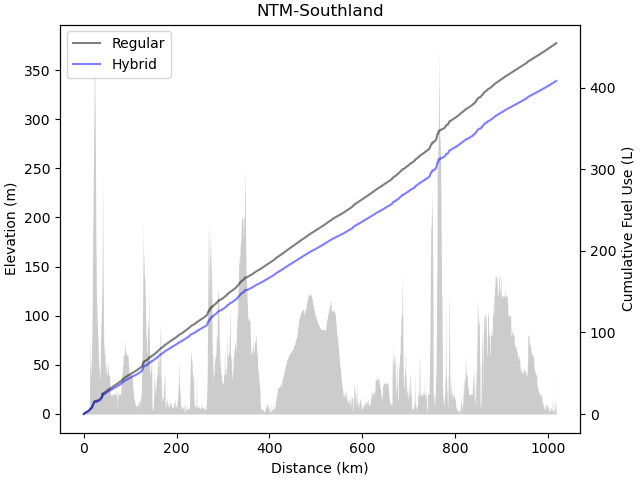 NTM-Southland
Regular
Hybrid
Elevation (m)
350
300
250
200
150
100
50
0
400
300
200
100
0
Cumulative Fuel Use (L)
0 200 400 600 800 1000
Distance (km)